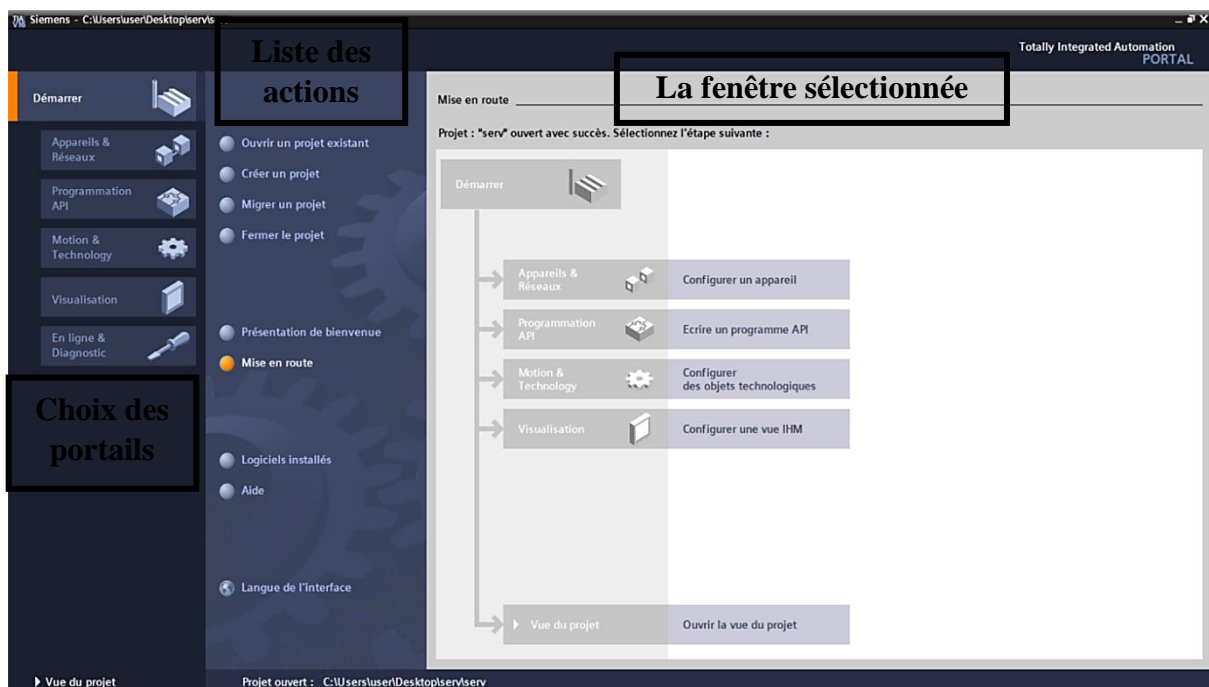 Siemens - C:\Users\user\Desktop\serv\serv
Totally Integrated Automation
PORTAL
Liste des
actions
La fenêtre sélectionnée
Choix des
portails
Démarrer
Appareils &
Réseaux
Programmation
API
Motion &
Technology
Visualisation
En ligne &
Diagnostic
Ouvrir un projet existant
Créer un projet
Migrer un projet
Fermer le projet
Présentation de bienvenue
Mise en route
Logiciels installés
Aide
Langue de l'interface
Mise en route
Projet : "serv" ouvert avec succès. Sélectionnez l'étape suivante :
Démarrer
Appareils &
Réseaux
Configurer un appareil
Programmation
API
Ecrire un programme API
Motion &
Technology
Configurer
des objets technologiques
Visualisation
Configurer une vue IHM
Vue du projet
Ouvrir la vue du projet
Vue du projet
Projet ouvert : C:\Users\user\Desktop\serv\serv